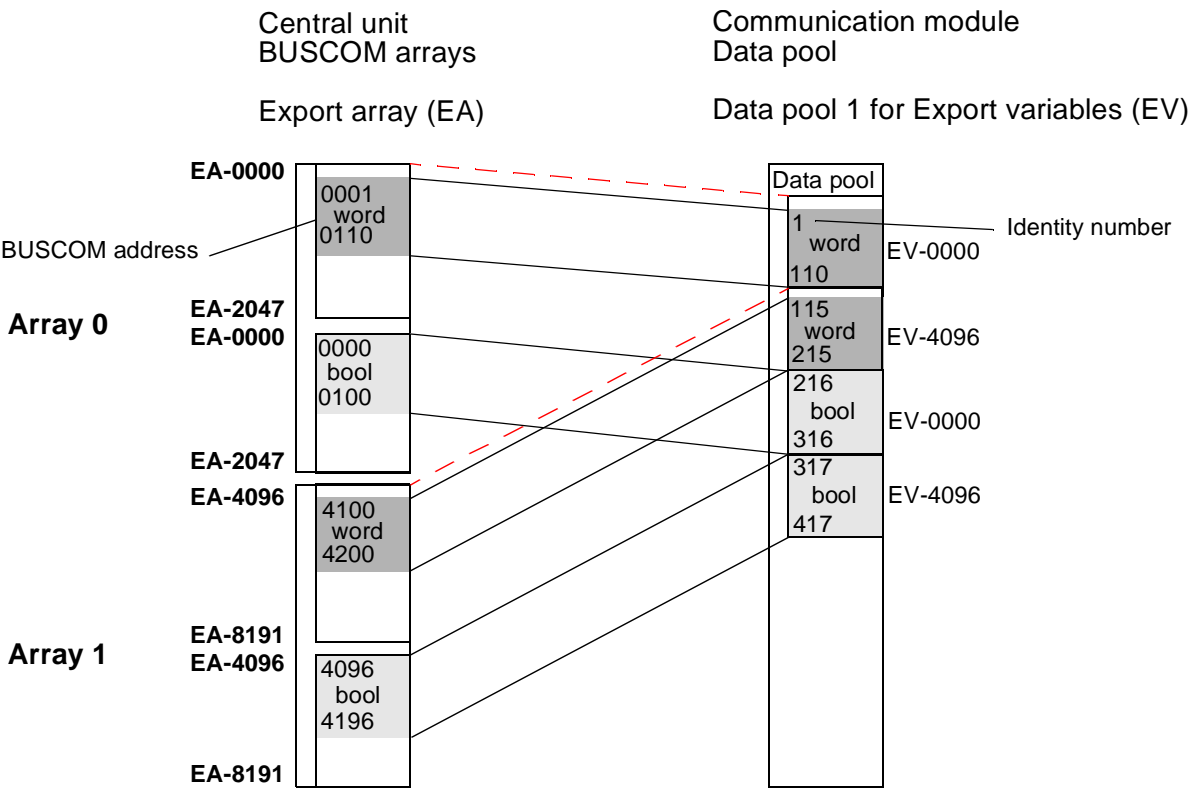 Central unit
BUSCOM arrays
Communication module
Data pool
Export array (EA)
Data pool 1 for Export variables (EV)
EA-0000
0001
word
0110
BUSCOM address
EA-2047
Array 0
EA-0000
0000
bool
0100
EA-2047
EA-4096
4100
word
4200
EA-8191
Array 1
EA-4096
4096
bool
4196
EA-8191
Data pool
1
word
110
Identity number
EV-0000
115
word
215
EV-4096
216
bool
316
EV-0000
317
bool
417
EV-4096